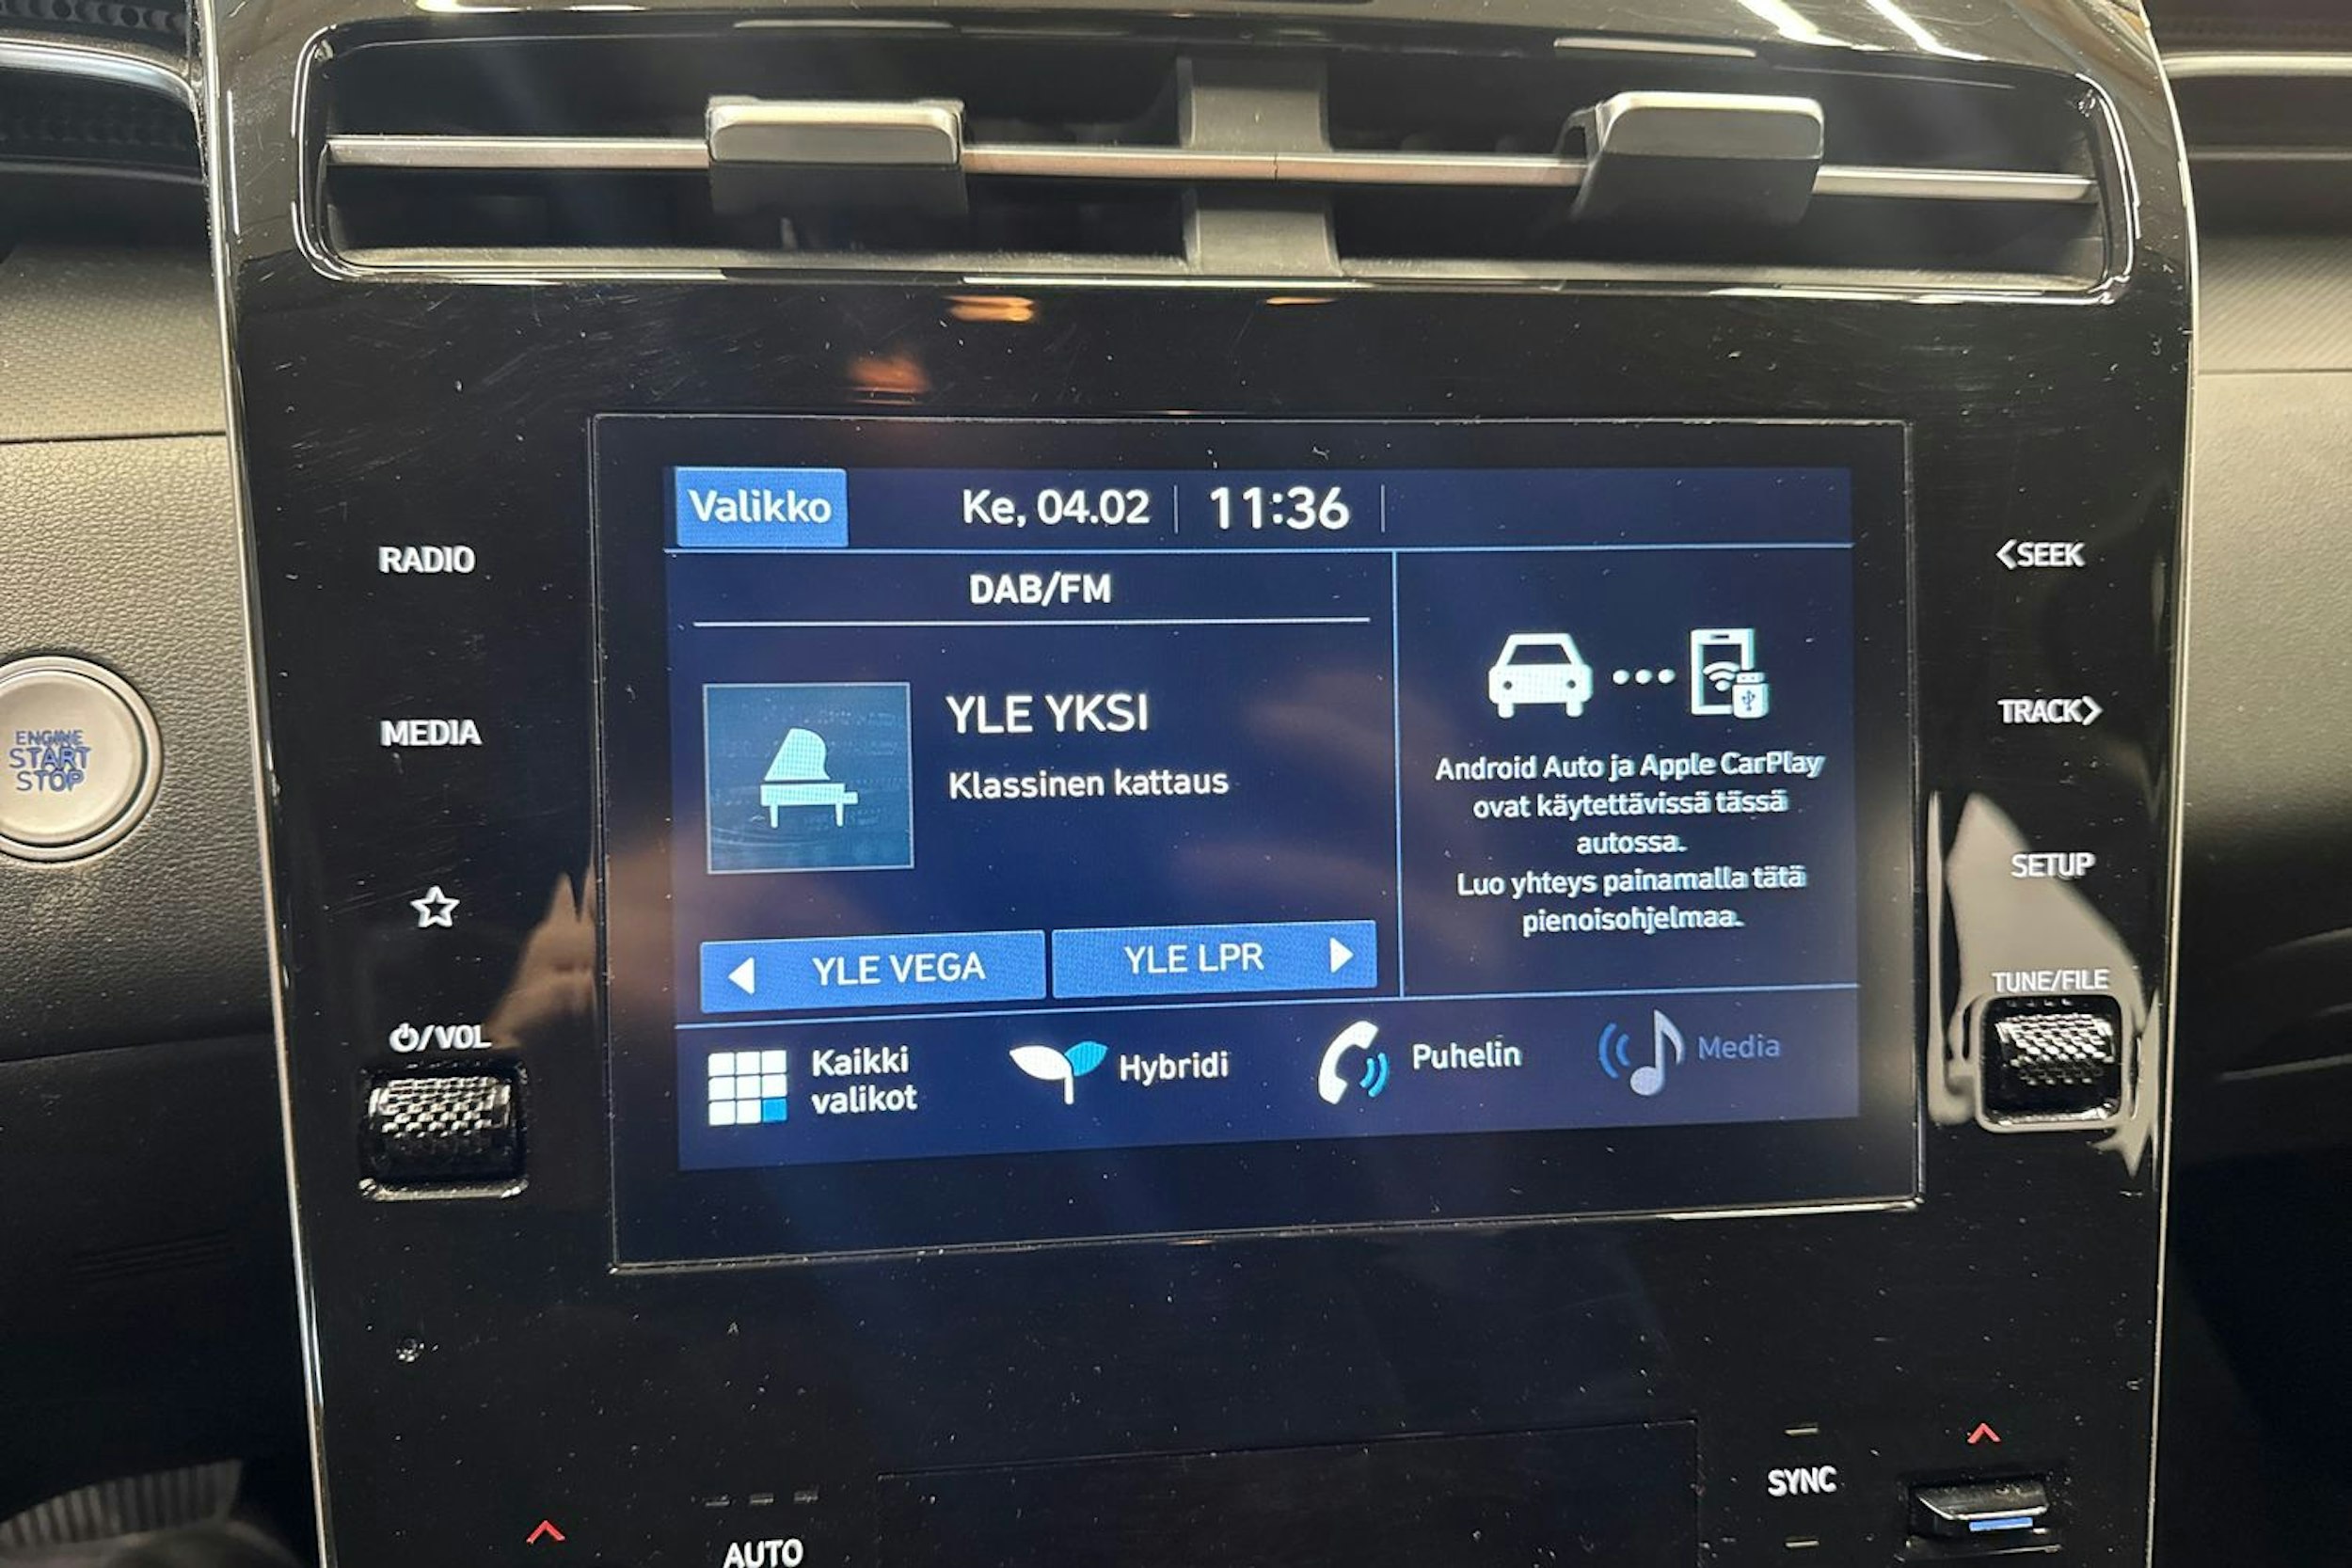 Valikko
Ke, 04.02
11:36
DAB/FM
YLE YKSI
Klassinen kattaus
YLE VEGA
YLE LPR
Android Auto ja Apple CarPlay
ovat käytettävissä tässä
autossa.
Luo yhteys painamalla tätä
pienoisohjelmaa.
Kaikki
valikot
Hybridi
Puhelin
Media
RADIO
MEDIA
/VOL
ENGINE
START
STOP
<SEEK
TRACK>
SETUP
TUNE/FILE
AUTO
SYNC